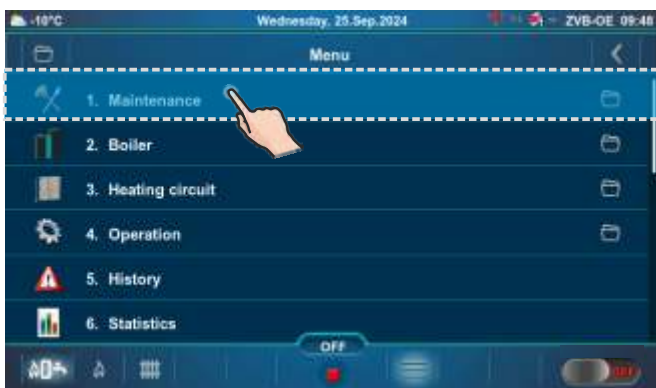 -10°C Wednesday, 25.Sep.2024 ZVB-OE 09:48
Menu
1. Maintenance
2. Boiler
3. Heating circuit
4. Operation
5. History
6. Statistics
OFF
OFF